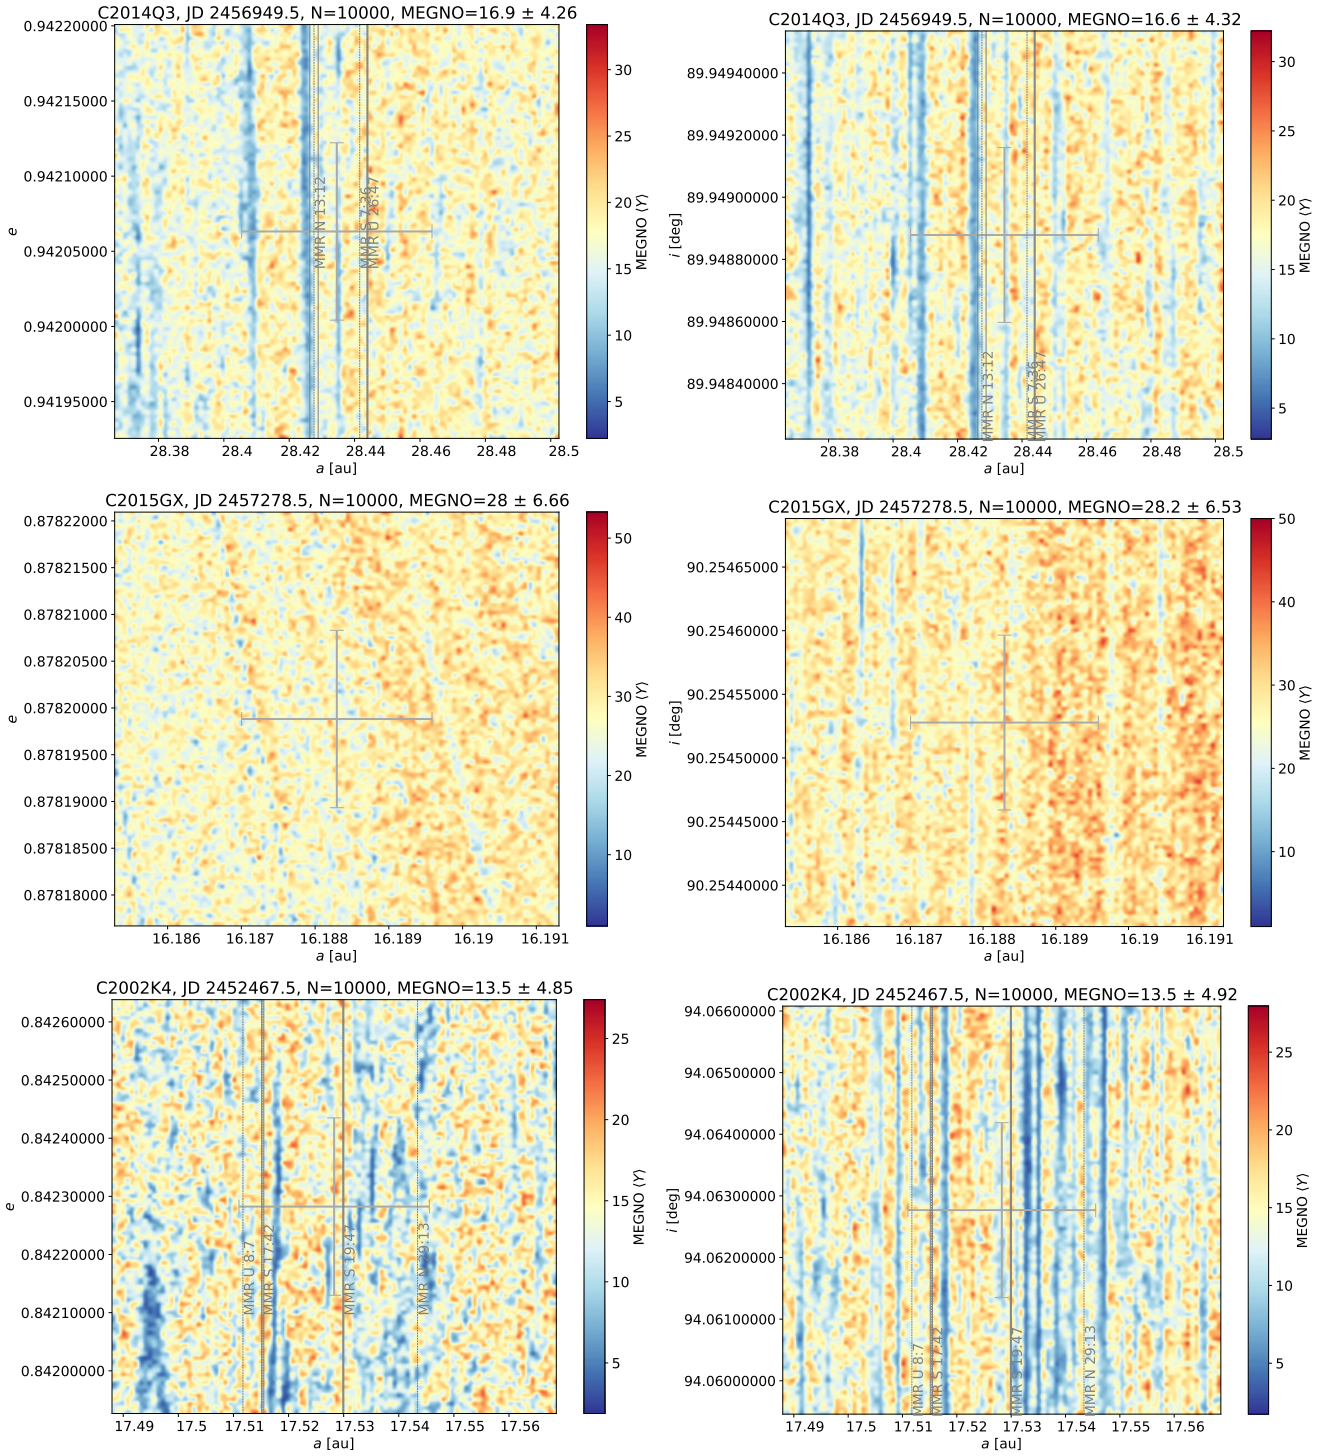 C2014Q3, JD 2456949.5, N=10000, MEGNO=16.9 ± 4.26
0.94220000
0.94215000
0.94210000
0.94205000
0.94200000
0.94195000
e
MMR N 13:12
MMR S 7:36
MMR U 26:47
28.38 28.4 28.42 28.44 28.46 28.48 28.5
a [au]
30
25
20
15
10
5
MEGNO ⟨Y⟩
C2014Q3, JD 2456949.5, N=10000, MEGNO=16.6 ± 4.32
89.94940000
89.94920000
89.94900000
89.94880000
89.94860000
89.94840000
i [deg]
MMR N 13:12
MMR S 7:36
MMR U 26:47
28.38 28.4 28.42 28.44 28.46 28.48 28.5
a [au]
30
25
20
15
10
5
MEGNO ⟨Y⟩
C2015GX, JD 2457278.5, N=10000, MEGNO=28 ± 6.66
0.87822000
0.87821500
0.87821000
0.87820500
0.87820000
0.87819500
0.87819000
0.87818500
0.87818000
e
16.186 16.187 16.188 16.189 16.19 16.191
a [au]
50
40
30
20
10
MEGNO ⟨Y⟩
C2015GX, JD 2457278.5, N=10000, MEGNO=28.2 ± 6.53
90.25465000
90.25460000
90.25455000
90.25450000
90.25445000
90.25440000
i [deg]
16.186 16.187 16.188 16.189 16.19 16.191
a [au]
50
40
30
20
10
MEGNO ⟨Y⟩
C2002K4, JD 2452467.5, N=10000, MEGNO=13.5 ± 4.85
0.84260000
0.84250000
0.84240000
0.84230000
0.84220000
0.84210000
0.84200000
e
MMR U 8:7
MMR S 17:42
MMR S 19:47
MMR N 29:13
17.49 17.5 17.51 17.52 17.53 17.54 17.55 17.56
a [au]
25
20
15
10
5
MEGNO ⟨Y⟩
C2002K4, JD 2452467.5, N=10000, MEGNO=13.5 ± 4.92
94.06600000
94.06500000
94.06400000
94.06300000
94.06200000
94.06100000
94.06000000
i [deg]
MMR U 8:7
MMR S 17:42
MMR S 19:47
MMR N 29:13
17.49 17.5 17.51 17.52 17.53 17.54 17.55 17.56
a [au]
25
20
15
10
5
MEGNO ⟨Y⟩